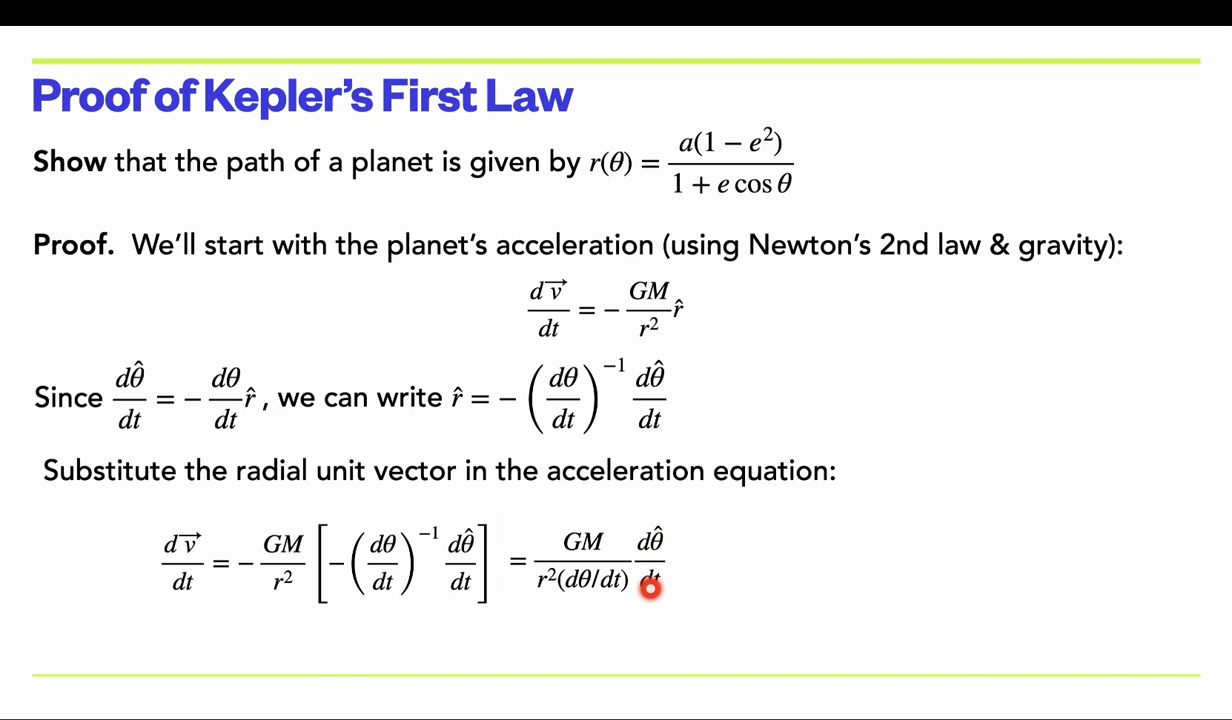 Proof of Kepler's First Law
Show that the path of a planet is given by r(θ) = a(1 − e²) / 1 + e cos θ
Proof. We'll start with the planet's acceleration (using Newton's 2nd law & gravity):
dv⃗/dt = − GM/r² r̂
Since dθ̂/dt = − dθ/dt r̂ , we can write r̂ = − (dθ/dt)⁻¹ dθ̂/dt
Substitute the radial unit vector in the acceleration equation:
dv⃗/dt = − GM/r² [−(dθ/dt)⁻¹ dθ̂/dt] = GM/r²(dθ/dt) dθ̂/dt